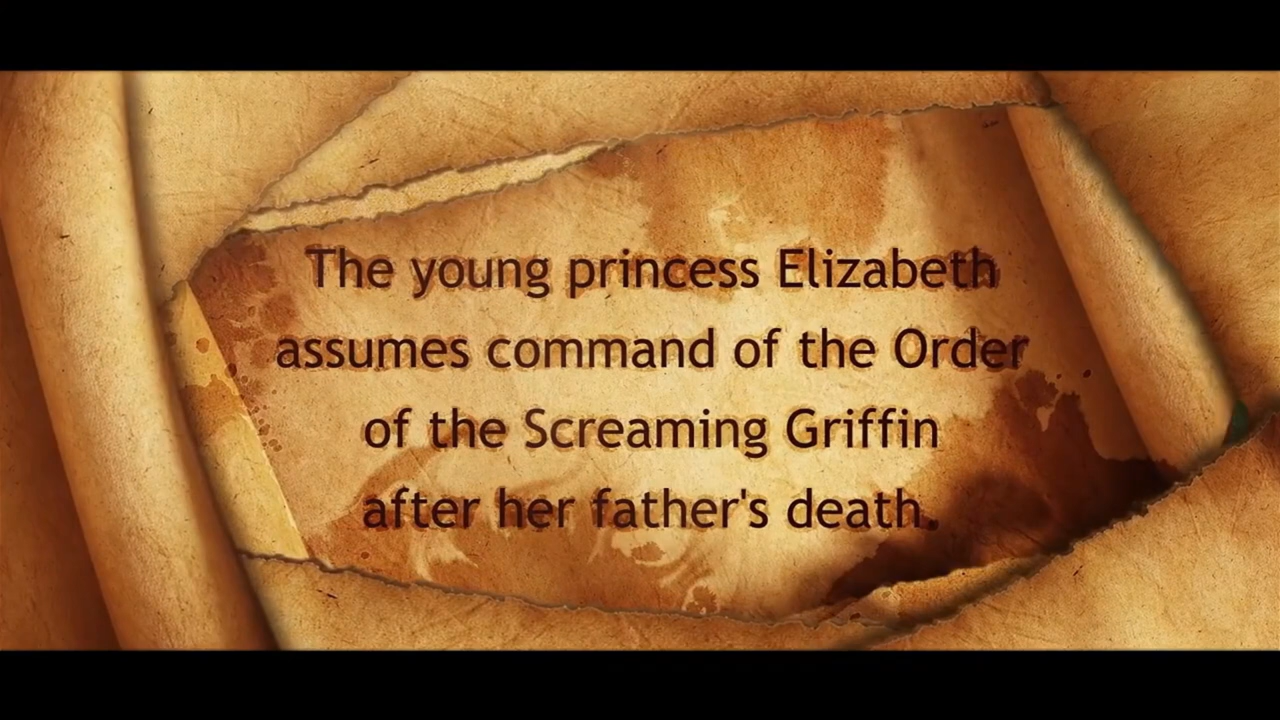 The young princess Elizabeth
assumes command of the Order
of the Screaming Griffin
after her father's death.